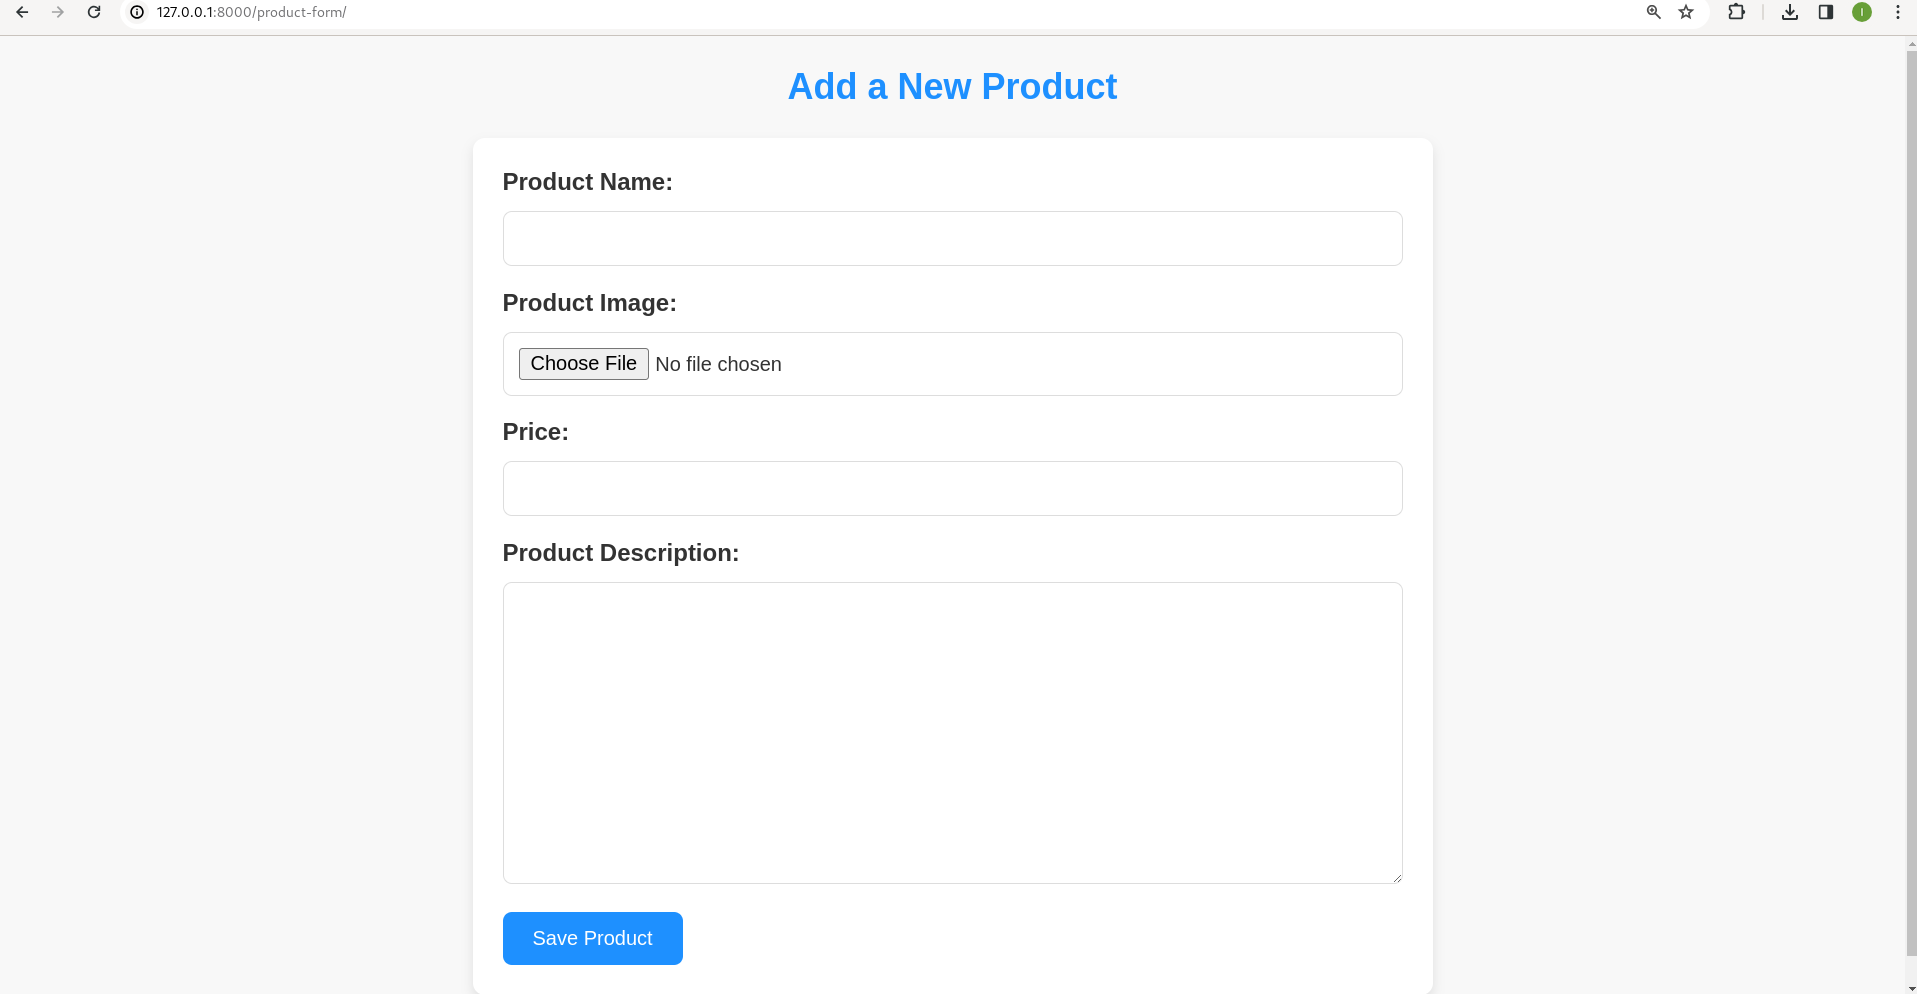 127.0.0.1:8000/product-form/
I
Add a New Product
Product Name:
Product Image:
Choose File No file chosen
Price:
Product Description:
Save Product